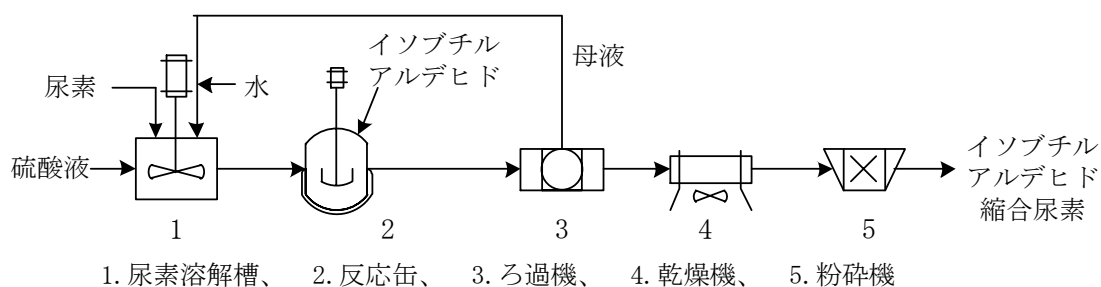 イソブチル
アルデヒド
母液
尿素
水
硫酸液
イソブチル
アルデヒド
縮合尿素
1 2 3 4 5
1. 尿素溶解槽、 2. 反応缶、 3. ろ過機、 4. 乾燥機、 5. 粉砕機